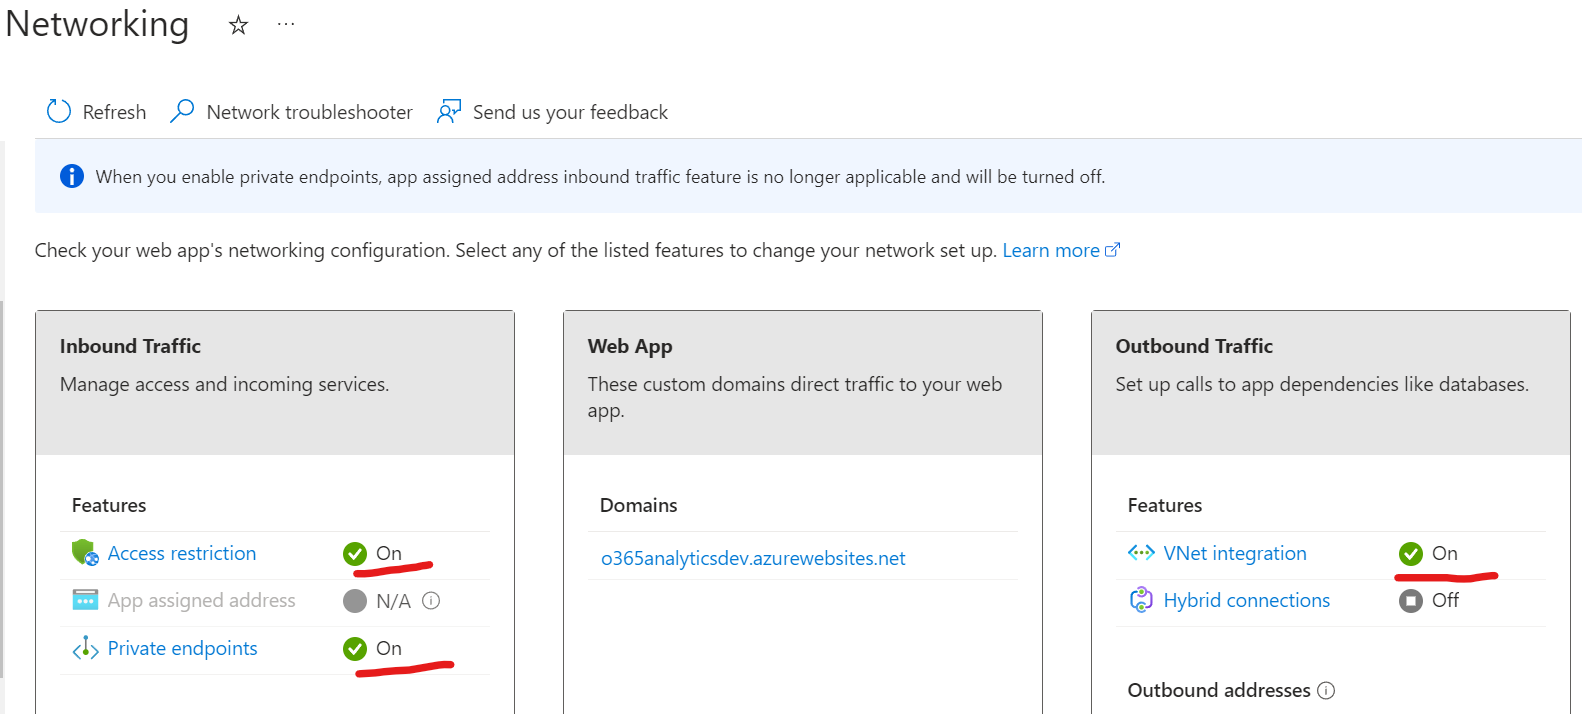 Networking
Refresh Network troubleshooter Send us your feedback
When you enable private endpoints, app assigned address inbound traffic feature is no longer applicable and will be turned off.
Check your web app's networking configuration. Select any of the listed features to change your network set up. Learn more
Inbound Traffic
Manage access and incoming services.
Features
Access restriction On
App assigned address N/A
Private endpoints On
Web App
These custom domains direct traffic to your web
app.
Domains
o365analyticsdev.azurewebsites.net
Outbound Traffic
Set up calls to app dependencies like databases.
Features
VNet integration On
Hybrid connections Off
Outbound addresses